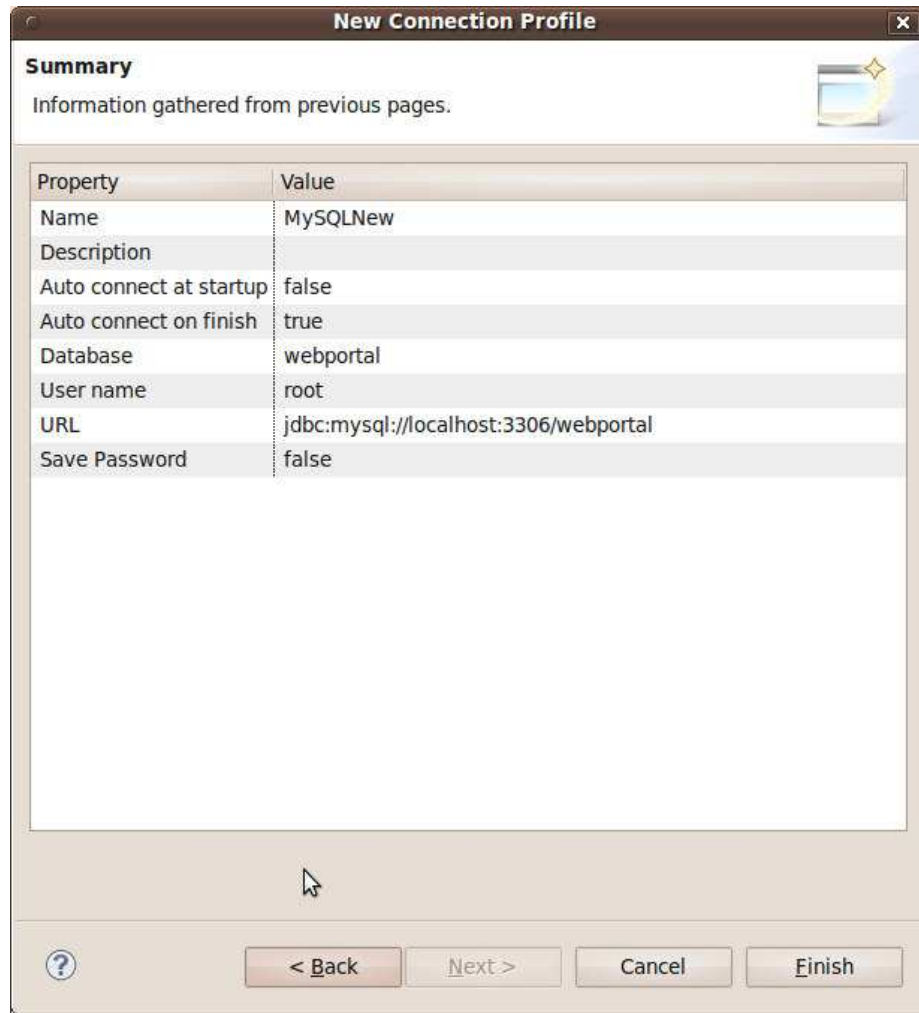 New Connection Profile
Summary
Information gathered from previous pages.
Property Value
Name MySQLNew
Description
Auto connect at startup false
Auto connect on finish true
Database webportal
User name root
URL jdbc:mysql://localhost:3306/webportal
Save Password false
? < Back Next > Cancel Finish